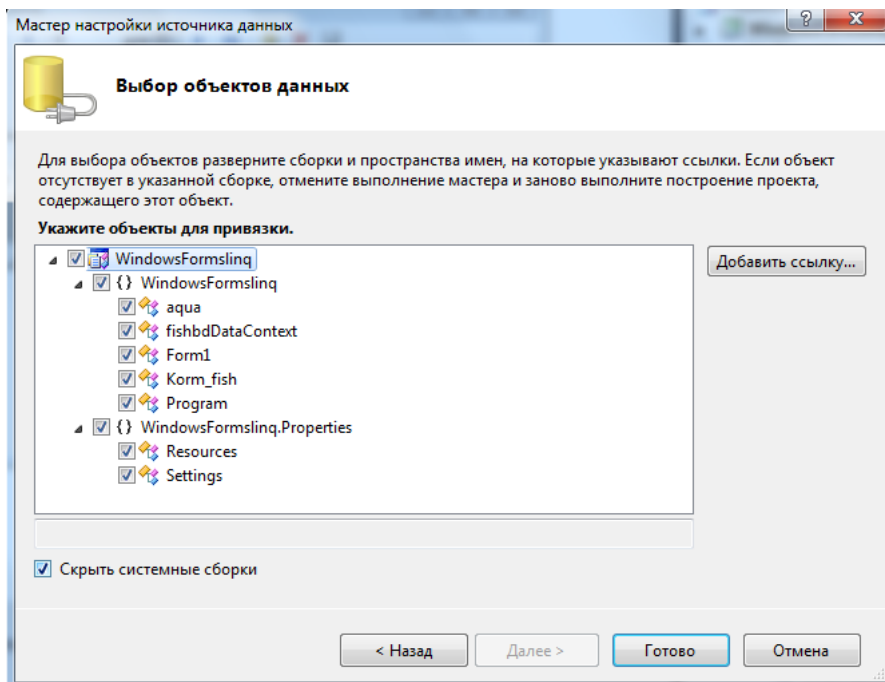 Мастер настройки источника данных
?
Выбор объектов данных
Для выбора объектов разверните сборки и пространства имен, на которые указывают ссылки. Если объект
отсутствует в указанной сборке, отмените выполнение мастера и заново выполните построение проекта,
содержащего этот объект.
Укажите объекты для привязки.
WindowsFormslinq
Добавить ссылку...
{} WindowsFormslinq
aqua
fishbdDataContext
Form1
Korm_fish
Program
{} WindowsFormslinq.Properties
Resources
Settings
Скрыть системные сборки
< Назад
Далее >
Готово
Отмена